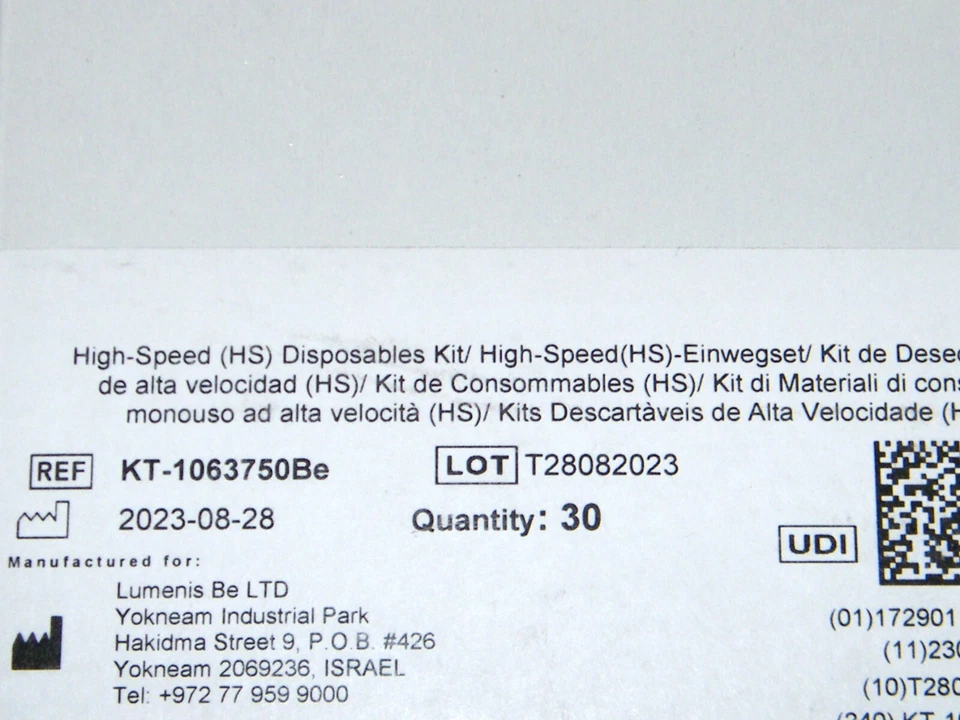 High-Speed (HS) Disposables Kit/ High-Speed(HS)-Einwegset/ Kit de
de alta velocidad (HS)/ Kit de Consommables (HS)/ Kit di Materiali di
monouso ad alta velocità (HS)/ Kits Descartàveis de Alta Velocidade
REF KT-1063750Be LOT T28082023
2023-08-28 Quantity: 30
UDI
Manufactured for:
Lumenis Be LTD
Yokneam Industrial Park
Hakidma Street 9, P.O.B. #426
Yokneam 2069236, ISRAEL
Tel: +972 77 959 9000
(01)172901
(11)230
(10)T280